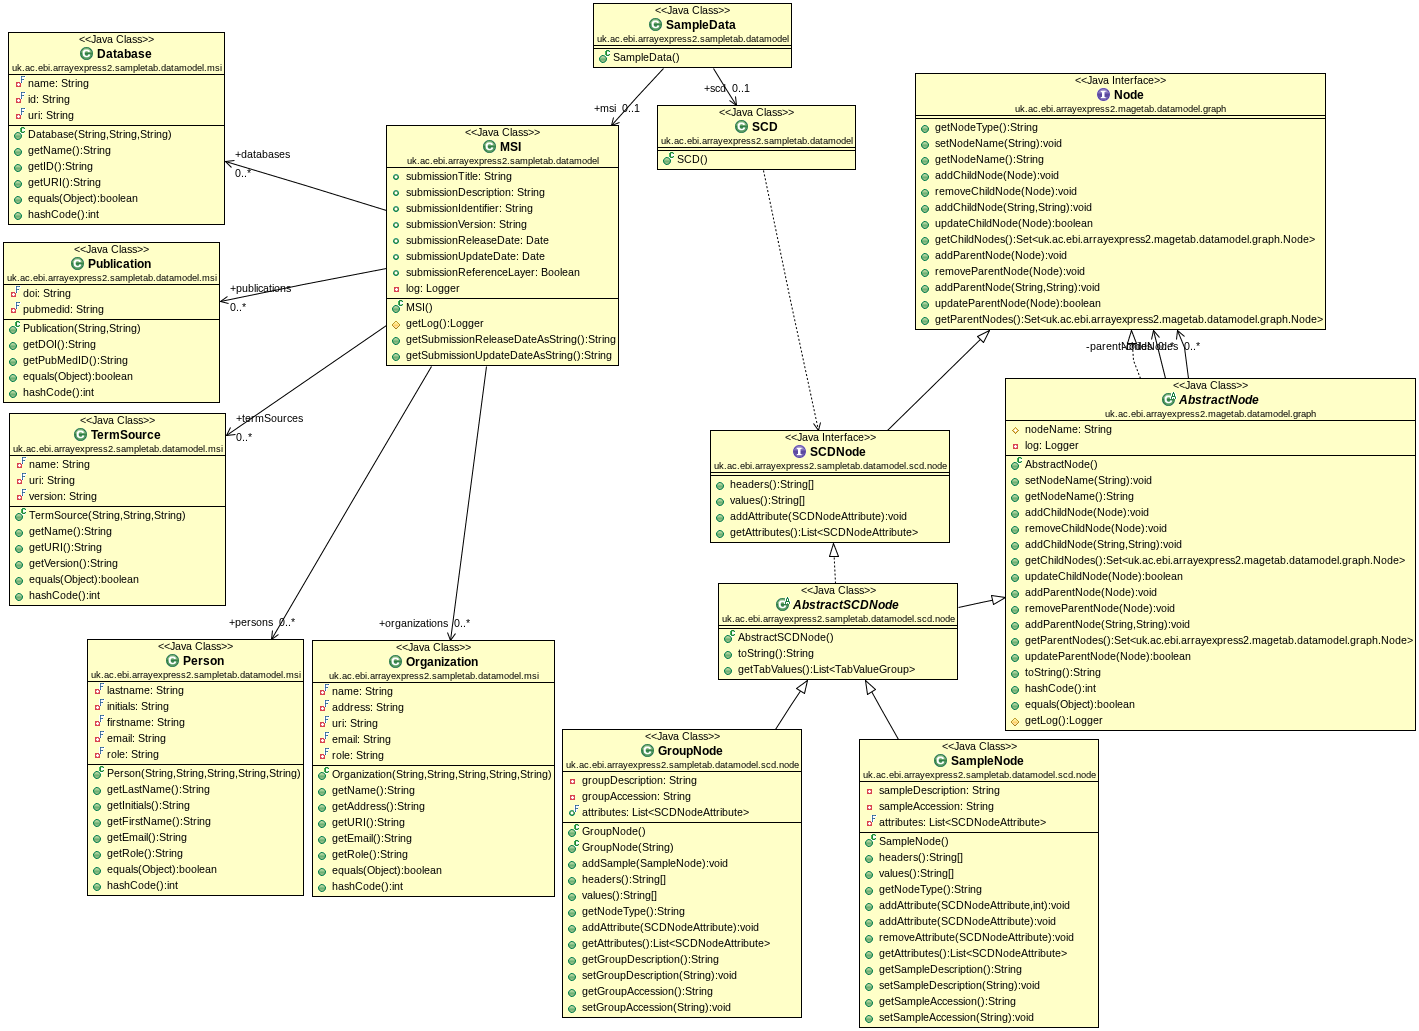 <<Java Class>>
SampleData
uk.ac.ebi.arrayexpress2.sampletab.datamodel
SampleData()
+msi 0..1
+scd 0..1
<<Java Class>>
Database
uk.ac.ebi.arrayexpress2.sampletab.datamodel.msi
name: String
id: String
uri: String
Database(String,String,String)
getName():String
getID():String
getURI():String
equals(Object):boolean
hashCode():int
+databases
0..*
<<Java Class>>
MSI
uk.ac.ebi.arrayexpress2.sampletab.datamodel
submissionTitle: String
submissionDescription: String
submissionIdentifier: String
submissionVersion: String
submissionReleaseDate: Date
submissionUpdateDate: Date
submissionReferenceLayer: Boolean
log: Logger
MSI()
getLog():Logger
getSubmissionReleaseDateAsString():String
getSubmissionUpdateDateAsString():String
<<Java Class>>
SCD
uk.ac.ebi.arrayexpress2.sampletab.datamodel
SCD()
<<Java Interface>>
Node
uk.ac.ebi.arrayexpress2.magetab.datamodel.graph
getNodeType():String
setNodeName(String):void
getNodeName():String
addChildNode(Node):void
removeChildNode(Node):void
addChildNode(String,String):void
updateChildNode(Node):boolean
getChildNodes():Set<uk.ac.ebi.arrayexpress2.magetab.datamodel.graph.Node>
addParentNode(Node):void
removeParentNode(Node):void
addParentNode(String,String):void
updateParentNode(Node):boolean
getParentNodes():Set<uk.ac.ebi.arrayexpress2.magetab.datamodel.graph.Node>
<<Java Class>>
Publication
uk.ac.ebi.arrayexpress2.sampletab.datamodel.msi
doi: String
pubmedid: String
Publication(String,String)
getDOI():String
getPubMedID():String
equals(Object):boolean
hashCode():int
+publications
0..*
0..*
<<Java Class>>
TermSource
uk.ac.ebi.arrayexpress2.sampletab.datamodel.msi
name: String
uri: String
version: String
TermSource(String,String,String)
getName():String
getURI():String
getVersion():String
equals(Object):boolean
hashCode():int
+termSources
0..*
<<Java Class>>
AbstractNode
uk.ac.ebi.arrayexpress2.magetab.datamodel.graph
nodeName: String
log: Logger
AbstractNode()
setNodeName(String):void
getNodeName():String
addChildNode(Node):void
removeChildNode(Node):void
addChildNode(String,String):void
getChildNodes():Set<uk.ac.ebi.arrayexpress2.magetab.datamodel.graph.Node>
updateChildNode(Node):boolean
addParentNode(Node):void
removeParentNode(Node):void
addParentNode(String,String):void
getParentNodes():Set<uk.ac.ebi.arrayexpress2.magetab.datamodel.graph.Node>
updateParentNode(Node):boolean
toString():String
hashCode():int
equals(Object):boolean
getLog():Logger
<<Java Interface>>
SCDNode
uk.ac.ebi.arrayexpress2.sampletab.datamodel.scd.node
headers():String[]
values():String[]
addAttribute(SCDNodeAttribute):void
getAttributes():List<SCDNodeAttribute>
<<Java Class>>
AbstractSCDNode
uk.ac.ebi.arrayexpress2.sampletab.datamodel.scd.node
AbstractSCDNode()
toString():String
getTabValues():List<TabValueGroup>
+persons 0..*
+organizations 0..*
<<Java Class>>
Person
uk.ac.ebi.arrayexpress2.sampletab.datamodel.msi
lastname: String
initials: String
firstname: String
email: String
role: String
Person(String,String,String,String,String)
getLastName():String
getInitials():String
getFirstName():String
getEmail():String
getRole():String
equals(Object):boolean
hashCode():int
<<Java Class>>
Organization
uk.ac.ebi.arrayexpress2.sampletab.datamodel.msi
name: String
address: String
uri: String
email: String
role: String
Organization(String,String,String,String,String)
getName():String
getAddress():String
getURI():String
getEmail():String
getRole():String
equals(Object):boolean
hashCode():int
<<Java Class>>
GroupNode
uk.ac.ebi.arrayexpress2.sampletab.datamodel.scd.node
groupDescription: String
groupAccession: String
attributes: List<SCDNodeAttribute>
GroupNode()
GroupNode(String)
addSample(SampleNode):void
headers():String[]
values():String[]
getNodeType():String
addAttribute(SCDNodeAttribute):void
getAttributes():List<SCDNodeAttribute>
getGroupDescription():String
setGroupDescription(String):void
getGroupAccession():String
setGroupAccession(String):void
<<Java Class>>
SampleNode
uk.ac.ebi.arrayexpress2.sampletab.datamodel.scd.node
sampleDescription: String
sampleAccession: String
attributes: List<SCDNodeAttribute>
SampleNode()
headers():String[]
values():String[]
getNodeType():String
addAttribute(SCDNodeAttribute,int):void
addAttribute(SCDNodeAttribute):void
removeAttribute(SCDNodeAttribute):void
getAttributes():List<SCDNodeAttribute>
getSampleDescription():String
setSampleDescription(String):void
getSampleAccession():String
setSampleAccession(String):void